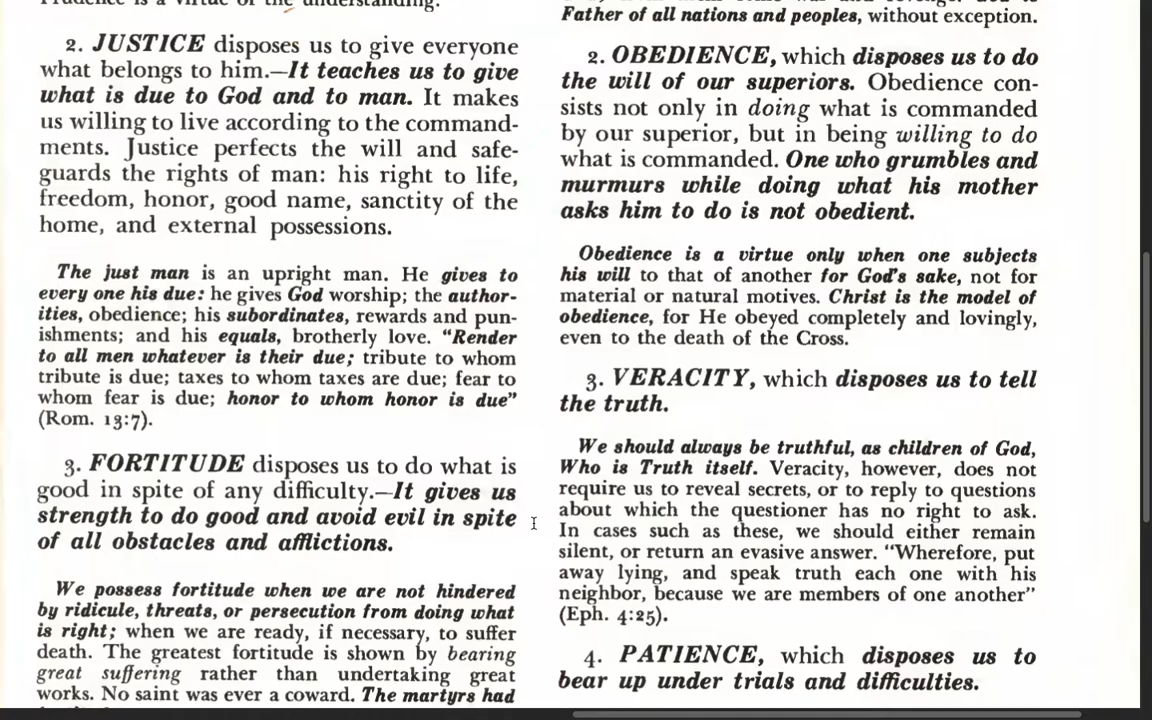 Prudence is a virtue of the understanding.
2. JUSTICE disposes us to give everyone
what belongs to him.—It teaches us to give
what is due to God and to man. It makes
us willing to live according to the command-
ments. Justice perfects the will and safe-
guards the rights of man: his right to life,
freedom, honor, good name, sanctity of the
home, and external possessions.
The just man is an upright man. He gives to
every one his due: he gives God worship; the author-
ities, obedience; his subordinates, rewards and pun-
ishments; and his equals, brotherly love. “Render
to all men whatever is their due; tribute to whom
tribute is due; taxes to whom taxes are due; fear to
whom fear is due; honor to whom honor is due”
(Rom. 13:7).
3. FORTITUDE disposes us to do what is
good in spite of any difficulty.—It gives us
strength to do good and avoid evil in spite
of all obstacles and afflictions.
We possess fortitude when we are not hindered
by ridicule, threats, or persecution from doing what
is right; when we are ready, if necessary, to suffer
death. The greatest fortitude is shown by bearing
great suffering rather than undertaking great
works. No saint was ever a coward. The martyrs had
Father of all nations and peoples, without exception.
2. OBEDIENCE, which disposes us to do
the will of our superiors. Obedience con-
sists not only in doing what is commanded
by our superior, but in being willing to do
what is commanded. One who grumbles and
murmurs while doing what his mother
asks him to do is not obedient.
Obedience is a virtue only when one subjects
his will to that of another for God's sake, not for
material or natural motives. Christ is the model of
obedience, for He obeyed completely and lovingly,
even to the death of the Cross.
3. VERACITY, which disposes us to tell
the truth.
We should always be truthful, as children of God,
Who is Truth itself. Veracity, however, does not
require us to reveal secrets, or to reply to questions
about which the questioner has no right to ask.
In cases such as these, we should either remain
silent, or return an evasive answer. “Wherefore, put
away lying, and speak truth each one with his
neighbor, because we are members of one another”
(Eph. 4:25).
4. PATIENCE, which disposes us to
bear up under trials and difficulties.